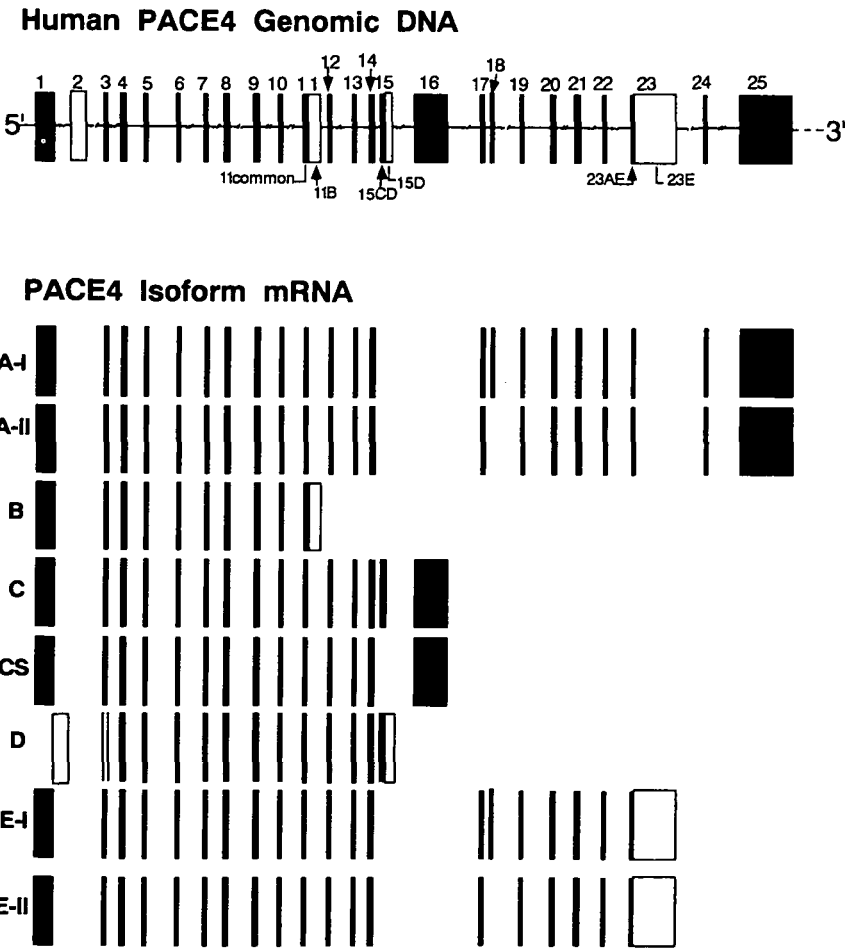 Human PACE4 Genomic DNA
12 14 18
1 2 3 4 5 6 7 8 9 10 11 13 15 16 17 19 20 21 22 23 24 25
5' ---3'
11common 11B 15CD 15D 23AE 23E
PACE4 Isoform mRNA
A-I
A-II
B
C
CS
D
E-I
E-II